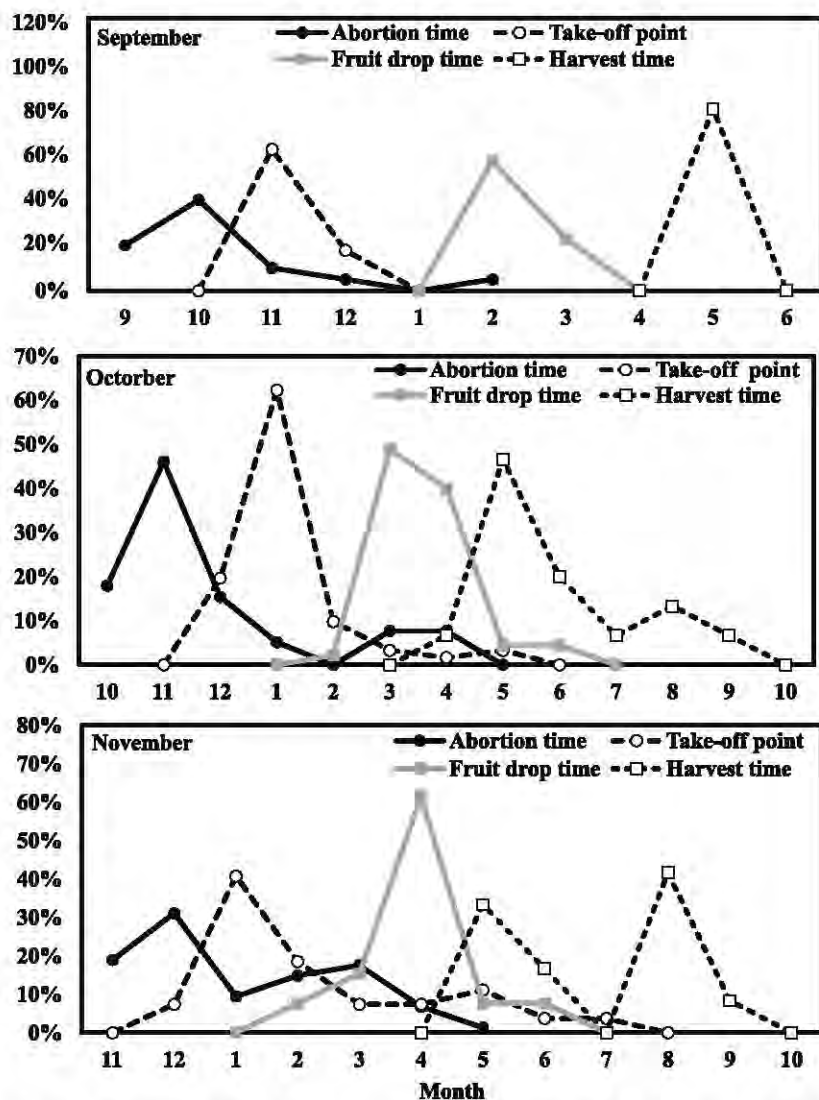 September
Abortion time
Take-off point
Fruit drop time
Harvest time
120%
100%
80%
60%
40%
20%
0%
9 10 11 12 1 2 3 4 5 6
Octorber
Abortion time
Take-off point
Fruit drop time
Harvest time
70%
60%
50%
40%
30%
20%
10%
0%
10 11 12 1 2 3 4 5 6 7 8 9 10
November
Abortion time
Take-off point
Fruit drop time
Harvest time
80%
70%
60%
50%
40%
30%
20%
10%
0%
11 12 1 2 3 4 5 6 7 8 9 10
Month